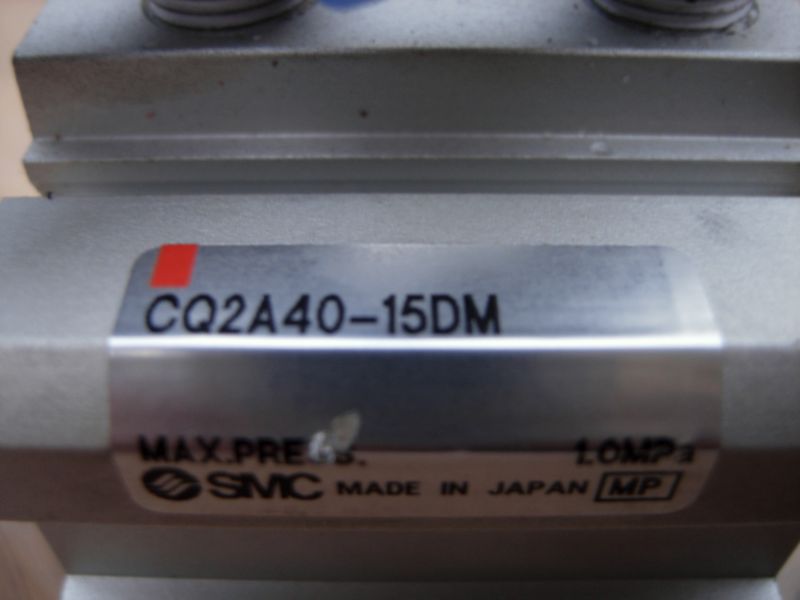 CQ2A40-15DM
MAX.PRESS. 1.0MPa
SMC MADE IN JAPAN MP